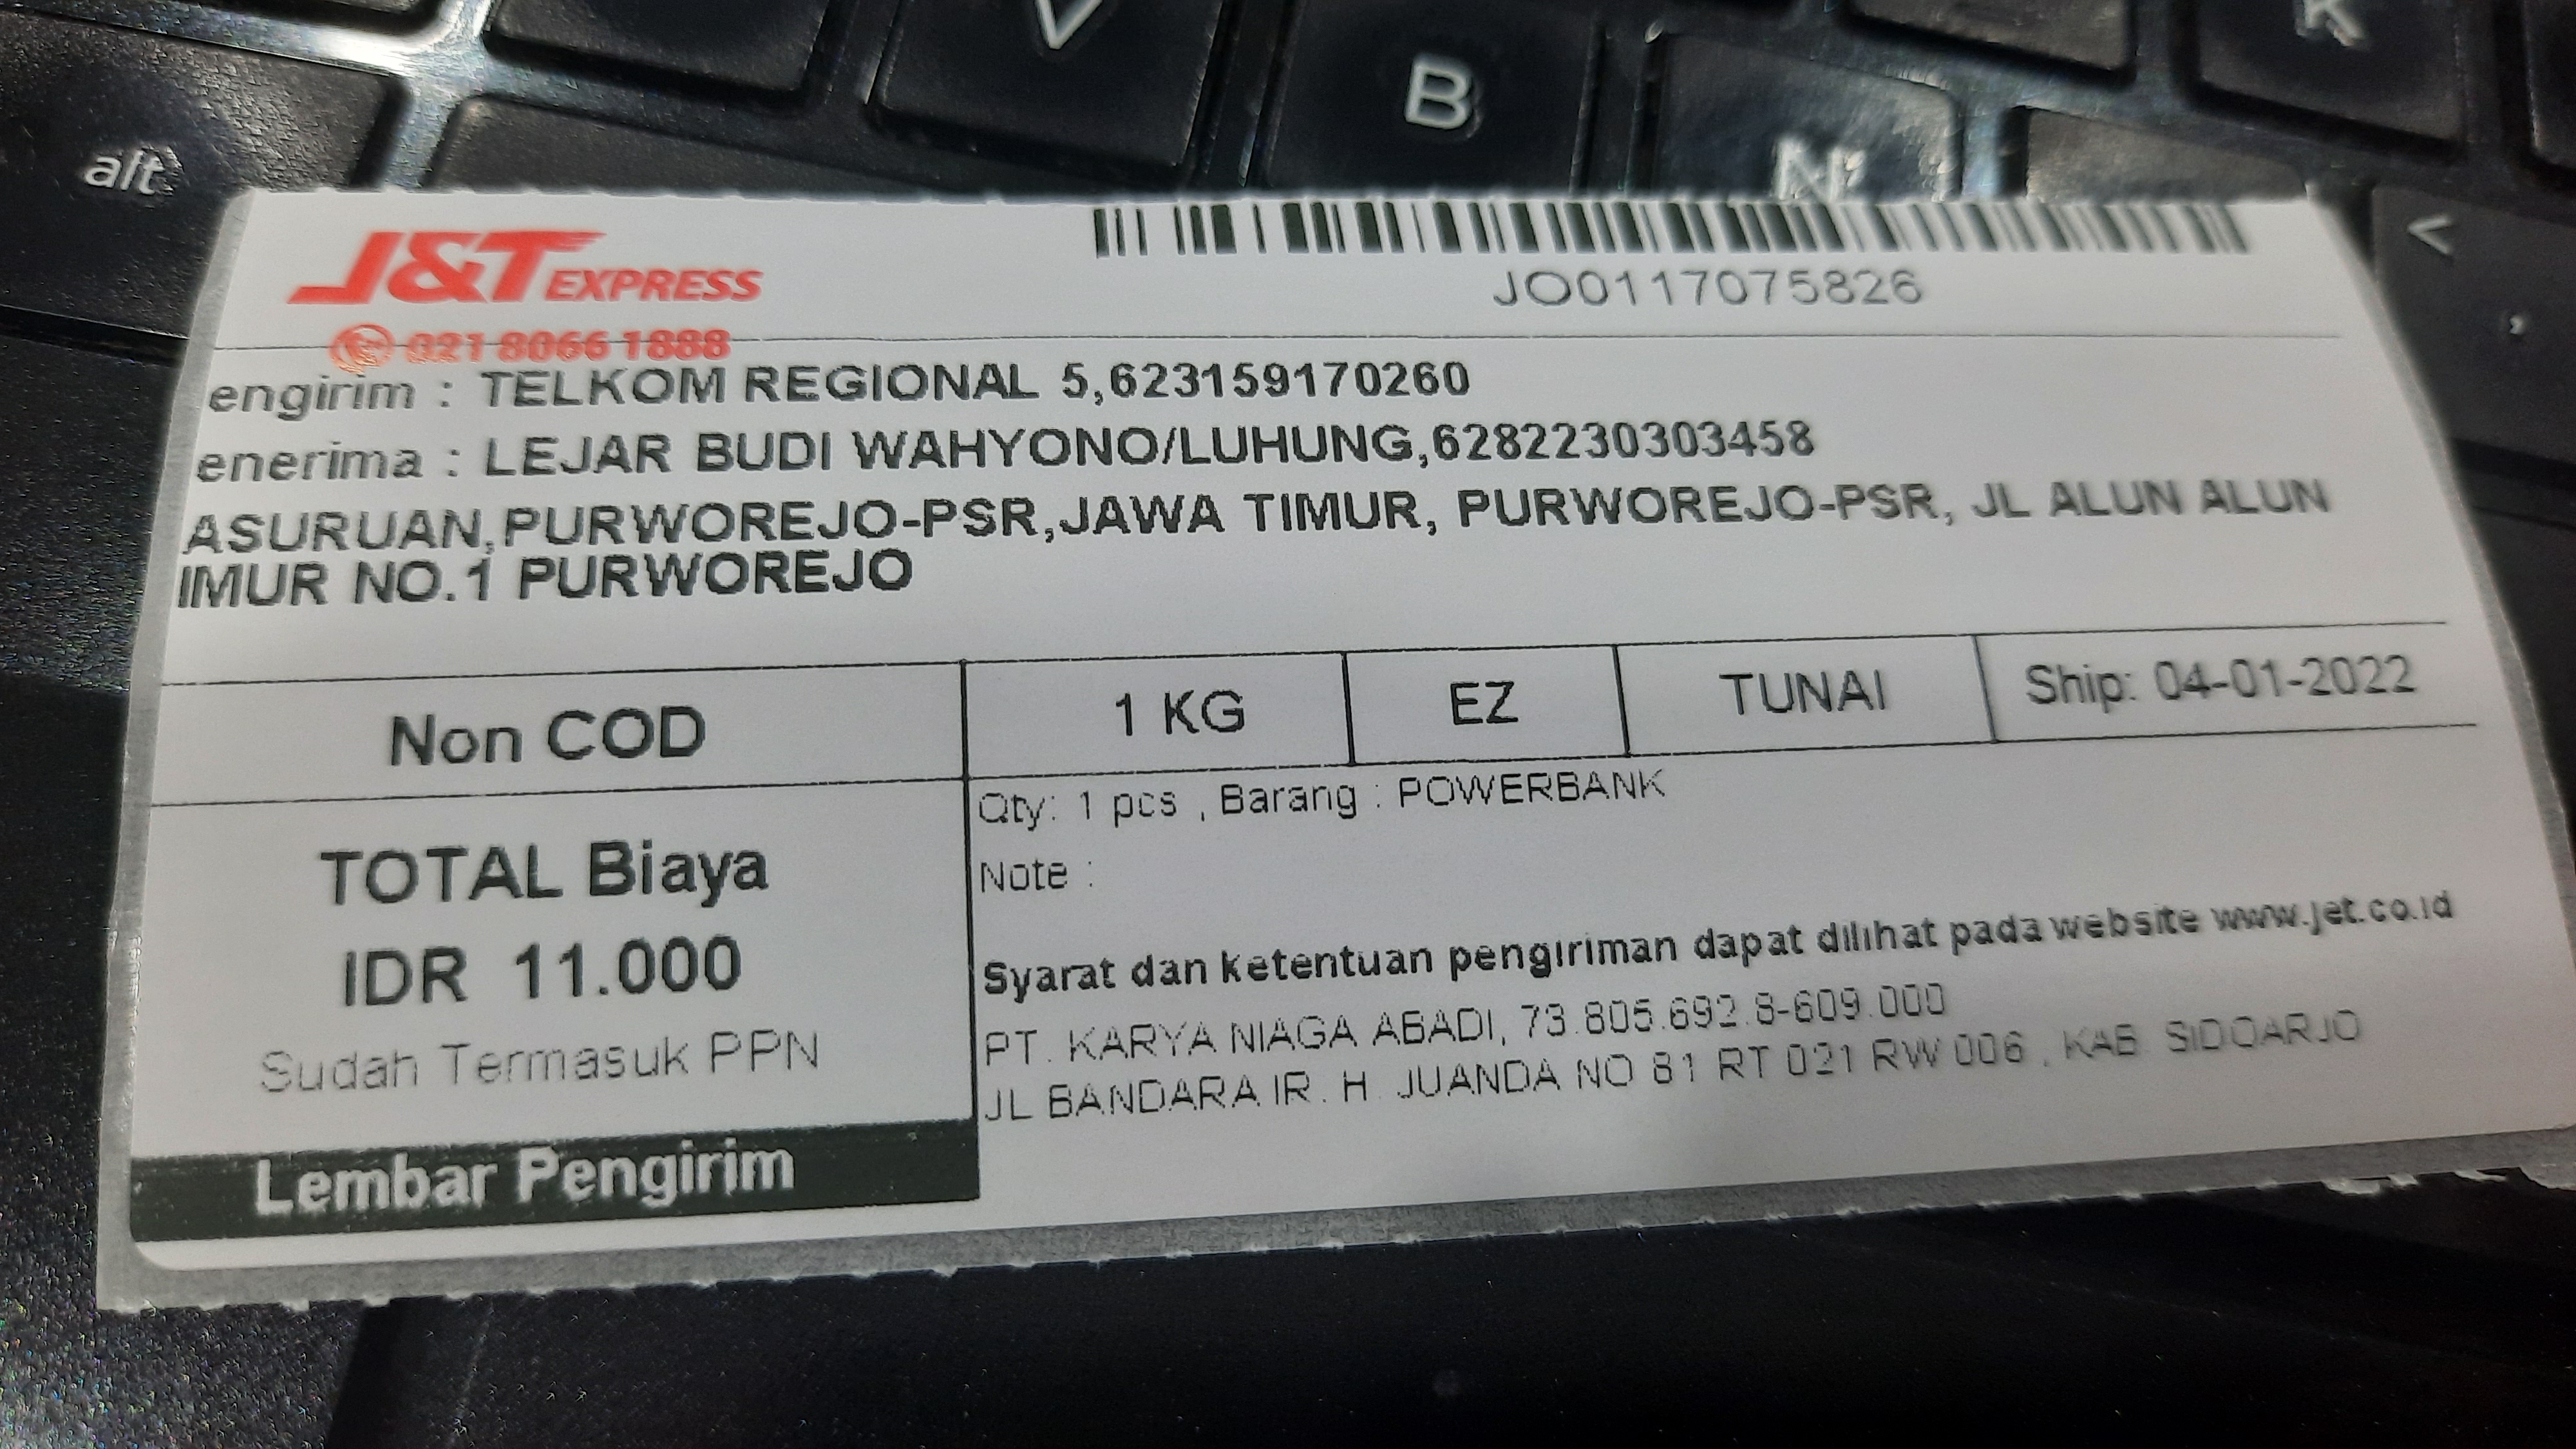 J&T EXPRESS
021 8066 1888
JO0117075826
engirim : TELKOM REGIONAL 5,623159170260
enerima : LEJAR BUDI WAHYONO/LUHUNG,6282230303458
ASURUAN,PURWOREJO-PSR,JAWA TIMUR, PURWOREJO-PSR, JL ALUN ALUN
IMUR NO.1 PURWOREJO
Non COD
1 KG
EZ
TUNAI
Ship: 04-01-2022
TOTAL Biaya
IDR 11.000
Sudah Termasuk PPN
Lembar Pengirim
Qty: 1 pcs , Barang : POWERBANK
Note :
Syarat dan ketentuan pengiriman dapat dilihat pada website www.jet.co.id
PT. KARYA NIAGA ABADI, 73.805.692.8-609.000
JL BANDARA IR. H. JUANDA NO 81 RT 021 RW 006 , KAB. SIDOARJO
alt
V
B
N
<
,